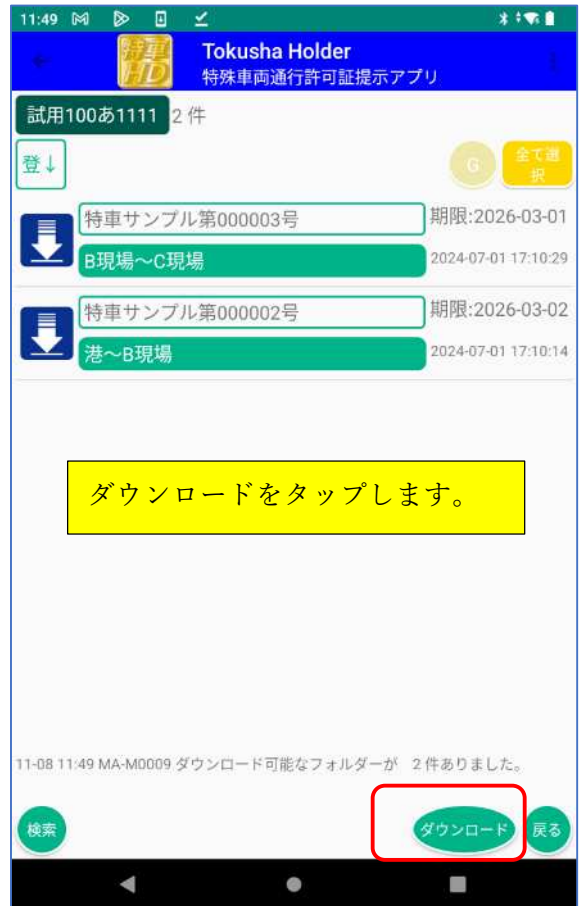 11:49
特車
HD
Tokusha Holder
特殊車両通行許可証提示アプリ
試用100あ1111 2 件
登↓
G
全て選
択
特車サンプル第000003号 期限:2026-03-01
B現場～C現場 2024-07-01 17:10:29
特車サンプル第000002号 期限:2026-03-02
港～B現場 2024-07-01 17:10:14
ダウンロードをタップします。
11-08 11:49 MA-M0009 ダウンロード可能なフォルダーが 2 件ありました。
検索 ダウンロード 戻る